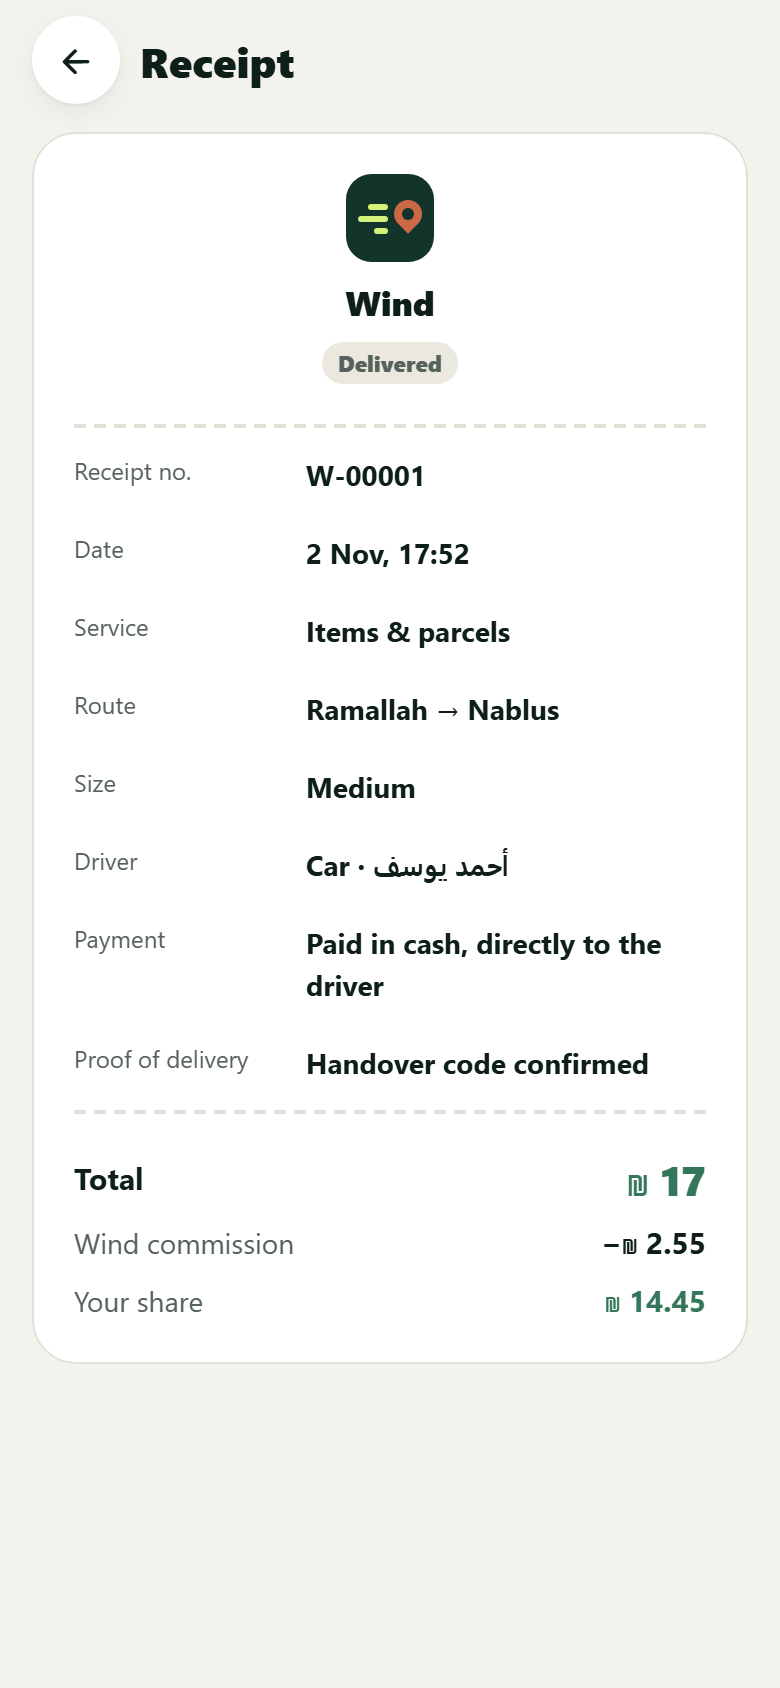 Receipt
Wind
Delivered
Receipt no. W-00001
Date 2 Nov, 17:52
Service Items & parcels
Route Ramallah → Nablus
Size Medium
Driver Car · أحمد يوسف
Payment Paid in cash, directly to the
driver
Proof of delivery Handover code confirmed
Total ₪ 17
Wind commission −₪ 2.55
Your share ₪ 14.45